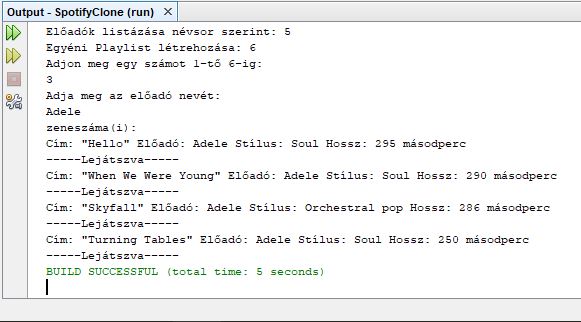 Output - SpotifyClone (run)
Előadók listázása névsor szerint: 5
Egyéni Playlist létrehozása: 6
Adjon meg egy számot 1-tő 6-ig:
3
Adja meg az előadó nevét:
Adele
zeneszáma(i):
Cím: "Hello" Előadó: Adele Stílus: Soul Hossz: 295 másodperc
-----Lejátszva-----
Cím: "When We Were Young" Előadó: Adele Stílus: Soul Hossz: 290 másodperc
-----Lejátszva-----
Cím: "Skyfall" Előadó: Adele Stílus: Orchestral pop Hossz: 286 másodperc
-----Lejátszva-----
Cím: "Turning Tables" Előadó: Adele Stílus: Soul Hossz: 250 másodperc
-----Lejátszva-----
BUILD SUCCESSFUL (total time: 5 seconds)